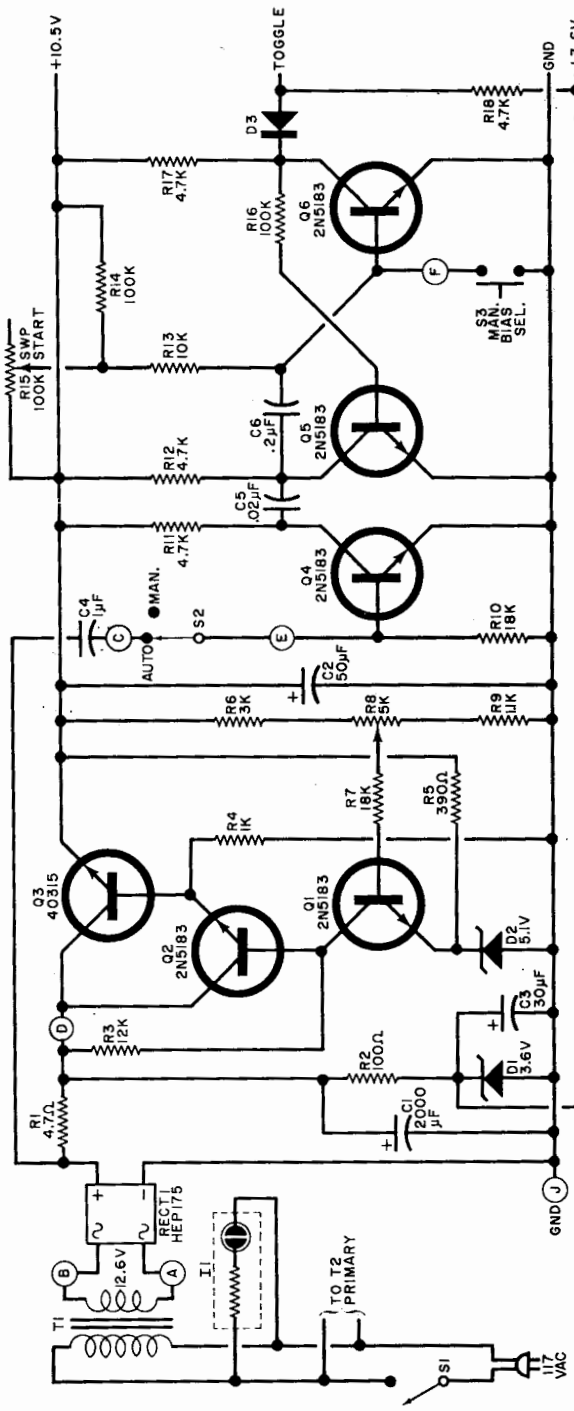 +10.5V
R15 SWP
100K START
R14
100K
R17
4.7K
D3
TOGGLE
R16
100K
R13
10K
Q6
2N5183
C6
.2µF
R12
4.7K
Q5
2N5183
C5
.02µF
R11
4.7K
Q4
2N5183
F
S3
MAN.
BIAS
SEL.
R18
4.7K
GND
C4
1µF
C
MAN.
AUTO
S2
E
R10
18K
C2
50µF
R6
3K
R8
5K
R9
1.1K
R7
18K
R5
390Ω
Q3
40315
R4
1K
Q2
2N5183
Q1
2N5183
D2
5.1V
D
R3
12K
R1
4.7Ω
R2
100Ω
C3
30µF
D1
3.6V
C1
2000
µF
GND J
+
−
RECT 1
HEP175
B
12.6V
A
T1
I1
TO T2
PRIMARY
S1
117
VAC